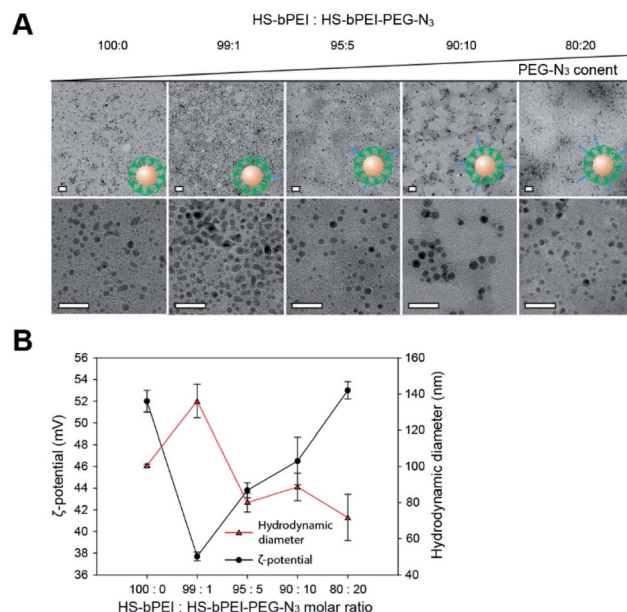 A
HS-bPEI : HS-bPEI-PEG-N₃
100:0 99:1 95:5 90:10 80:20
PEG-N₃ conent
B
56
54
52
50
48
46
44
42
40
38
36
ζ-potential (mV)
160
140
120
100
80
60
40
Hydrodynamic diameter (nm)
Hydrodynamic
diameter
ζ-potential
100 : 0 99 : 1 95 : 5 90 : 10 80 : 20
HS-bPEI : HS-bPEI-PEG-N₃ molar ratio